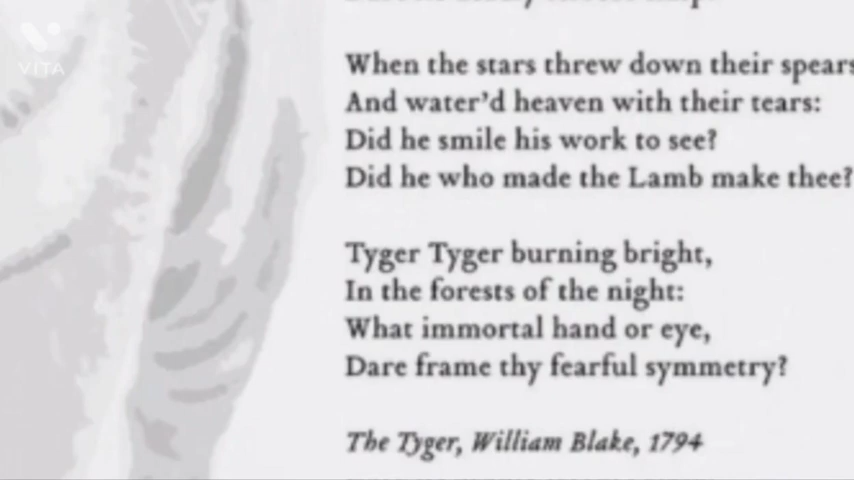 VITA
When the stars threw down their spears
And water'd heaven with their tears:
Did he smile his work to see?
Did he who made the Lamb make thee?
Tyger Tyger burning bright,
In the forests of the night:
What immortal hand or eye,
Dare frame thy fearful symmetry?
The Tyger, William Blake, 1794